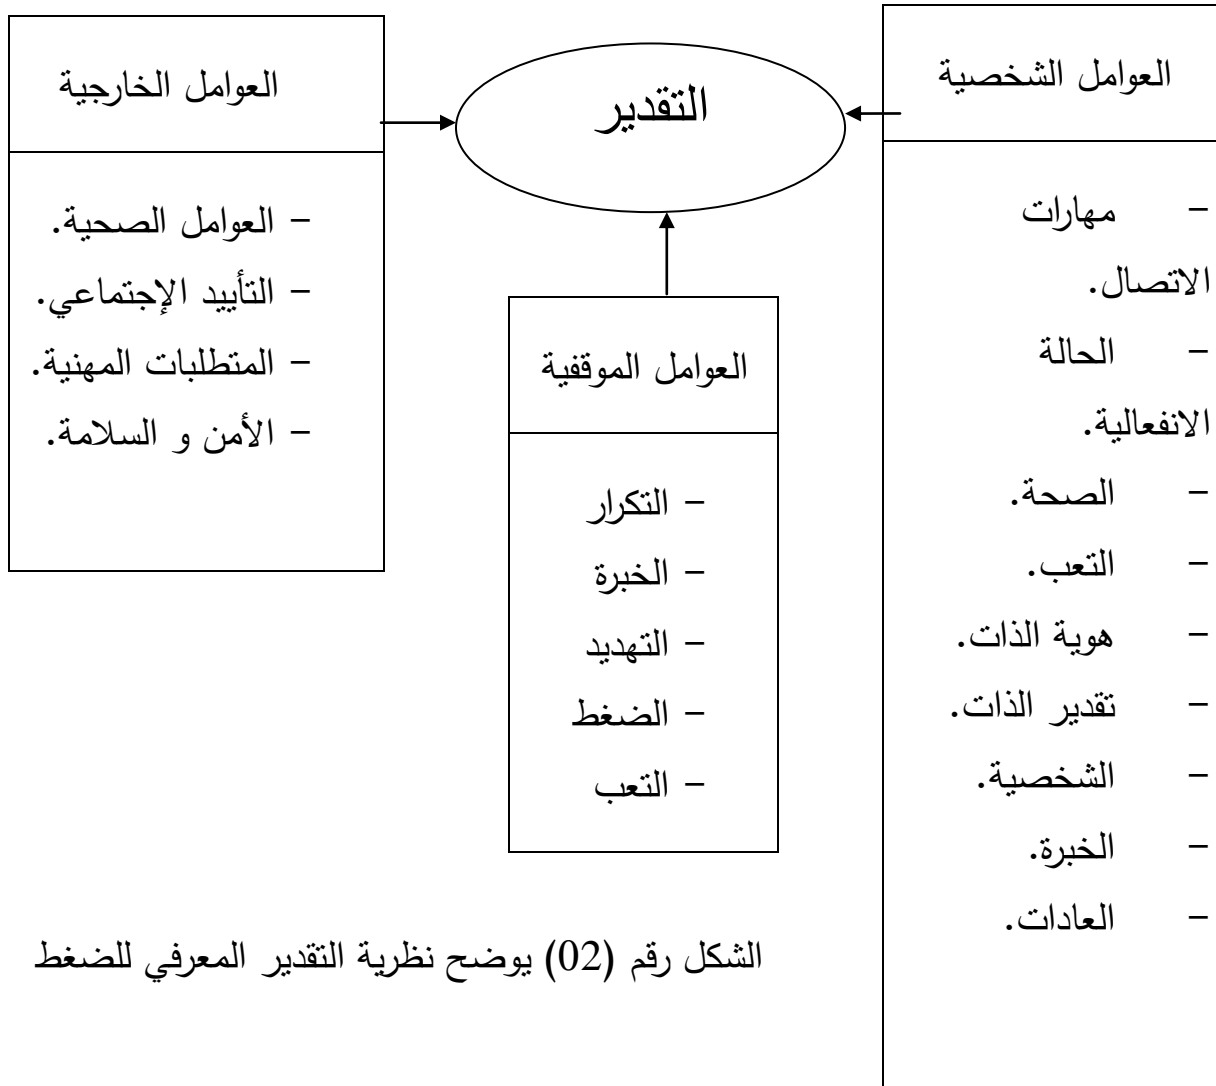 العوامل الشخصية
- مهارات
الاتصال.
- الحالة
الانفعالية.
- الصحة.
- التعب.
- هوية الذات.
- تقدير الذات.
- الشخصية.
- الخبرة.
- العادات.
التقدير
العوامل الخارجية
- العوامل الصحية.
- التأييد الإجتماعي.
- المتطلبات المهنية.
- الأمن و السلامة.
العوامل الموقفية
- التكرار
- الخبرة
- التهديد
- الضغط
- التعب
الشكل رقم (02) يوضح نظرية التقدير المعرفي للضغط